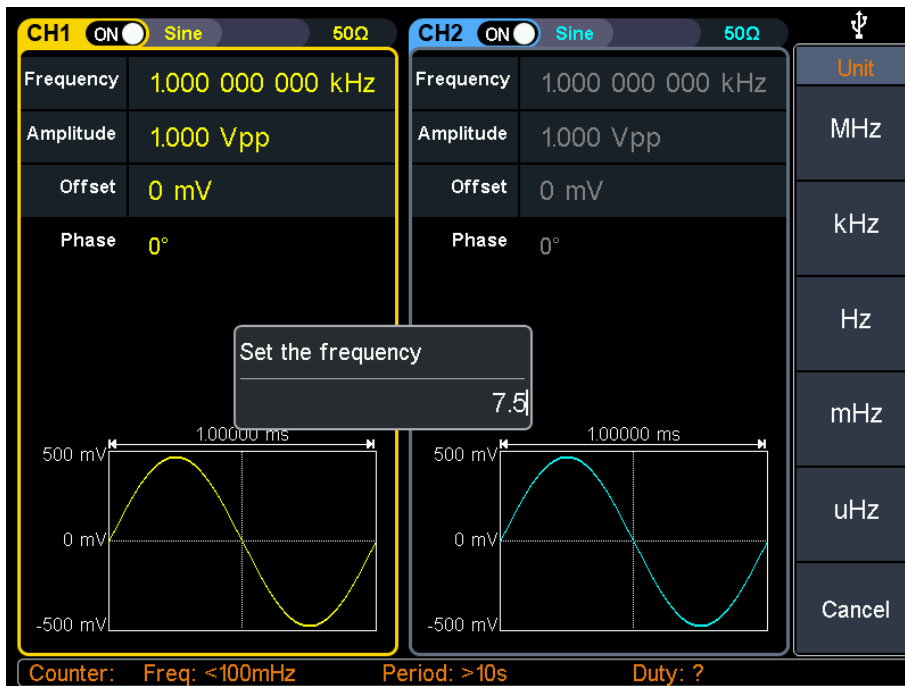 CH1 ON Sine 50Ω
Frequency 1.000 000 000 kHz
Amplitude 1.000 Vpp
Offset 0 mV
Phase 0°
1.00000 ms
500 mV
0 mV
-500 mV
CH2 ON Sine 50Ω
Frequency 1.000 000 000 kHz
Amplitude 1.000 Vpp
Offset 0 mV
Phase 0°
1.00000 ms
500 mV
0 mV
-500 mV
Set the frequency
7.5
Unit
MHz
kHz
Hz
mHz
uHz
Cancel
Counter: Freq: <100mHz Period: >10s Duty: ?